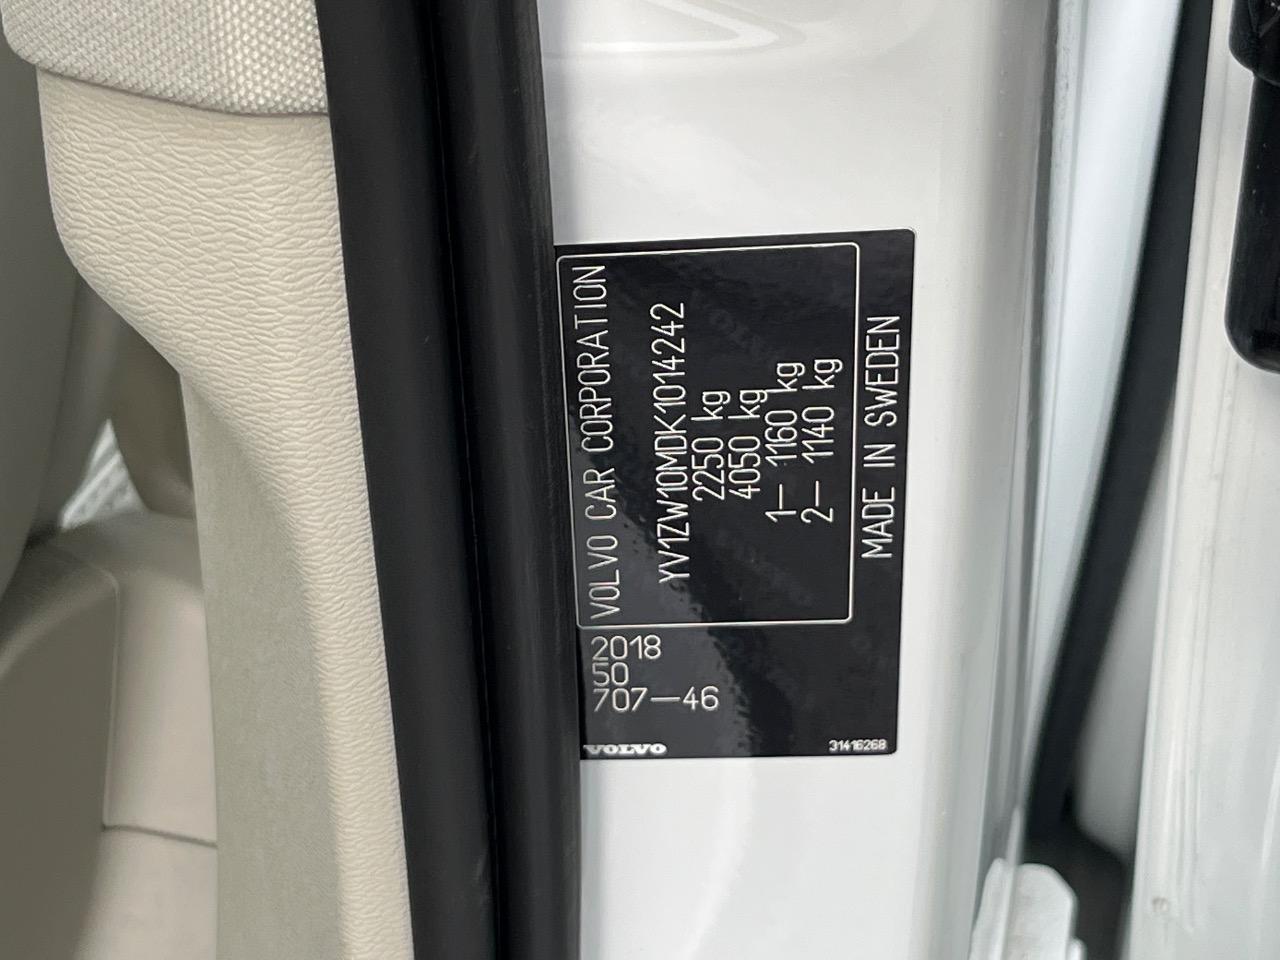 VOLVO CAR CORPORATION
YV1ZW10MDK1014242
2250 kg
4050 kg
1— 1160 kg
2— 1140 kg
MADE IN SWEDEN
2018
50
707—46
VOLVO
31416268